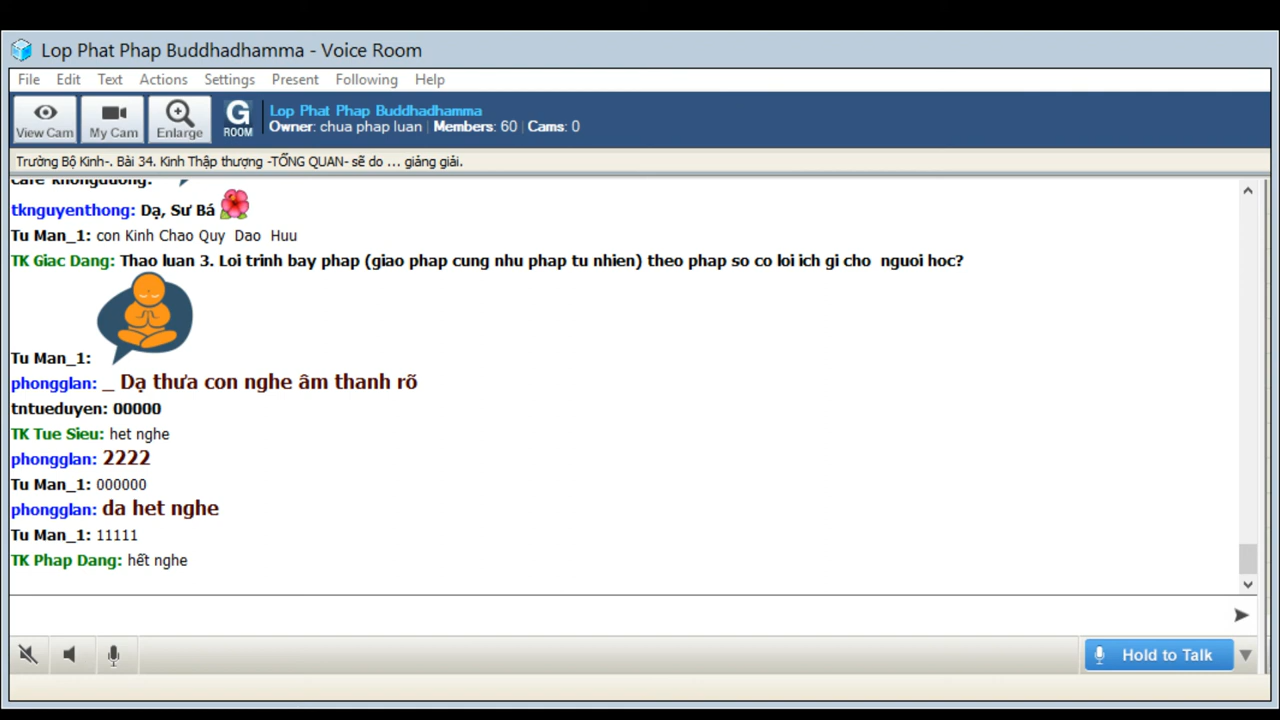 Lop Phat Phap Buddhadhamma - Voice Room
File Edit Text Actions Settings Present Following Help
View Cam
My Cam
Enlarge
G ROOM
Lop Phat Phap Buddhadhamma
Owner: chua phap luan | Members: 60 | Cams: 0
Trường Bộ Kinh-. Bài 34. Kinh Thập thượng -TỔNG QUAN- sẽ do ... giảng giải.
cafe khongduong:
tknguyenthong: Dạ, Sư Bá
Tu Man_1: con Kinh Chao Quy Dao Huu
TK Giac Dang: Thao luan 3. Loi trinh bay phap (giao phap cung nhu phap tu nhien) theo phap so co loi ich gi cho nguoi hoc?
Tu Man_1:
phongglan: _ Dạ thưa con nghe âm thanh rõ
tntueduyen: 00000
TK Tue Sieu: het nghe
phongglan: 2222
Tu Man_1: 000000
phongglan: da het nghe
Tu Man_1: 11111
TK Phap Dang: hết nghe
Hold to Talk